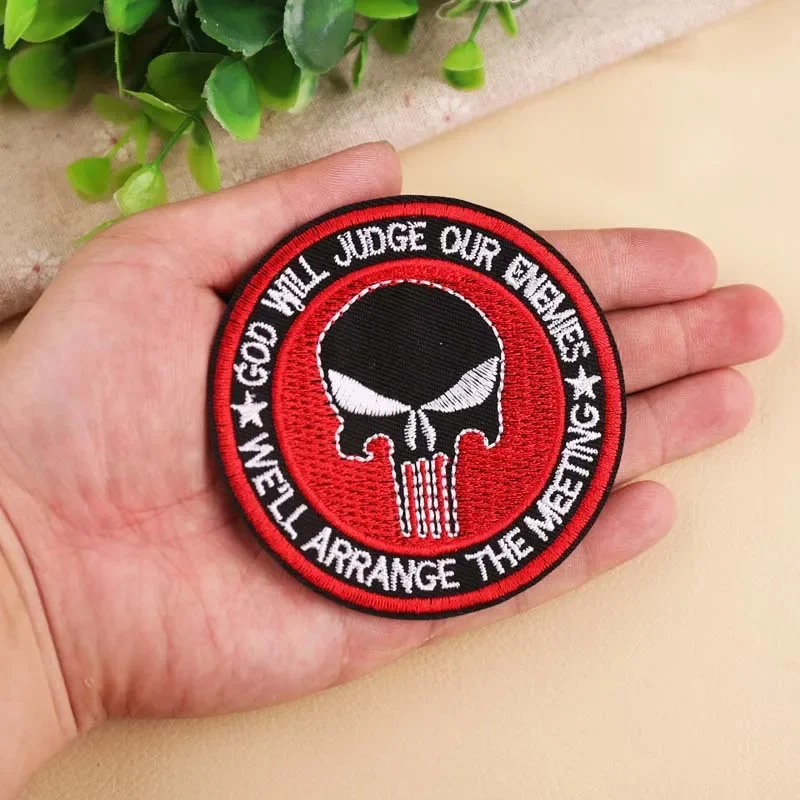 GOD WILL JUDGE OUR ENEMIES
WE'LL ARRANGE THE MEETING